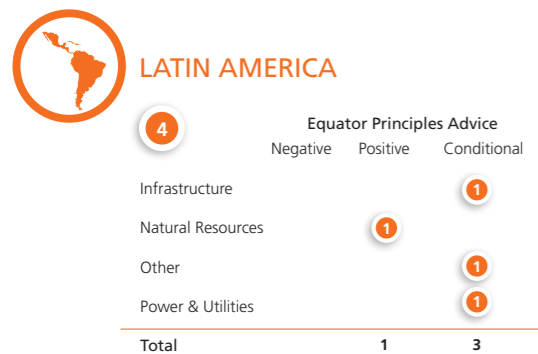 LATIN AMERICA
4
Equator Principles Advice
Negative Positive Conditional
Infrastructure 1
Natural Resources 1
Other 1
Power & Utilities 1
Total 1 3